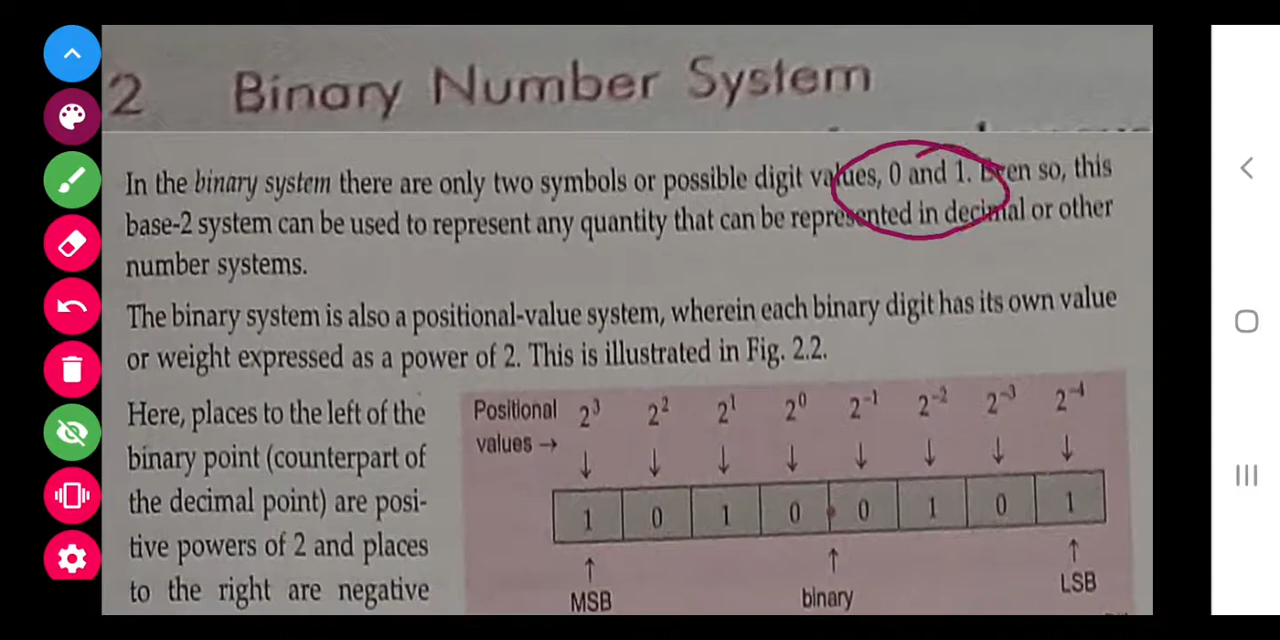 2 Binary Number System
In the binary system there are only two symbols or possible digit values, 0 and 1. Even so, this
base-2 system can be used to represent any quantity that can be represented in decimal or other
number systems.
The binary system is also a positional-value system, wherein each binary digit has its own value
or weight expressed as a power of 2. This is illustrated in Fig. 2.2.
Here, places to the left of the
binary point (counterpart of
the decimal point) are posi-
tive powers of 2 and places
to the right are negative
Positional 2³ 2² 2¹ 2⁰ 2⁻¹ 2⁻² 2⁻³ 2⁻⁴
values → ↓ ↓ ↓ ↓ ↓ ↓ ↓ ↓
1 0 1 0 0 1 0 1
↑ ↑ ↑
MSB binary LSB